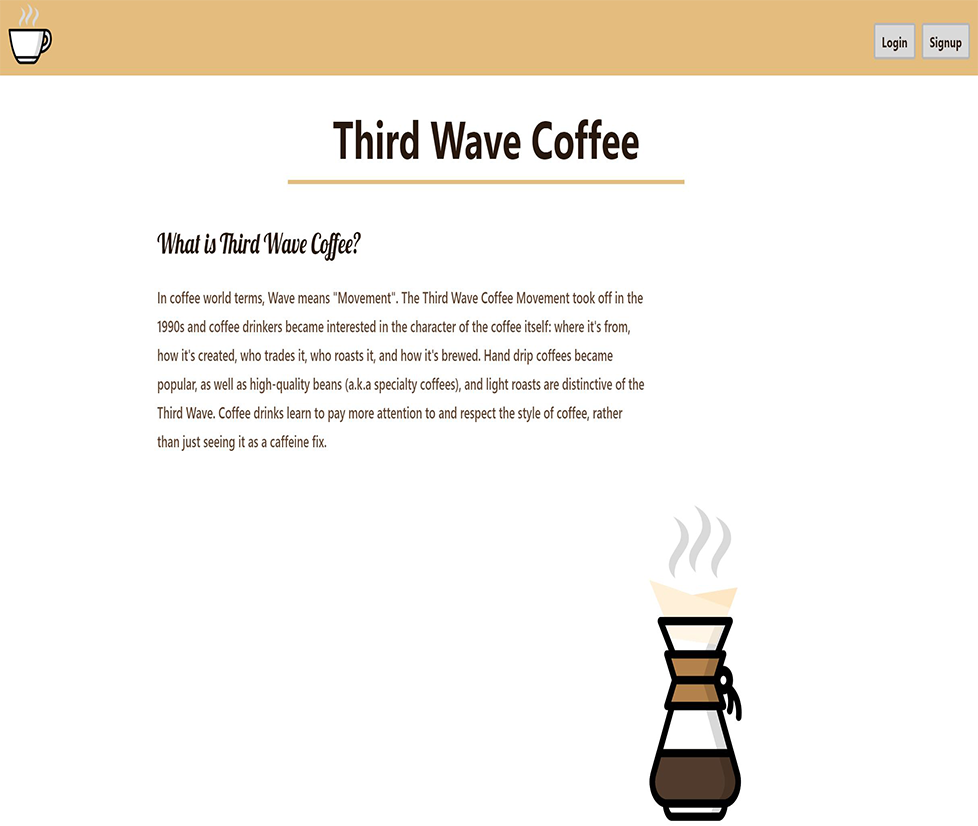 Login Signup
Third Wave Coffee
What is Third Wave Coffee?
In coffee world terms, Wave means "Movement". The Third Wave Coffee Movement took off in the
1990s and coffee drinkers became interested in the character of the coffee itself: where it's from,
how it's created, who trades it, who roasts it, and how it's brewed. Hand drip coffees became
popular, as well as high-quality beans (a.k.a specialty coffees), and light roasts are distinctive of the
Third Wave. Coffee drinks learn to pay more attention to and respect the style of coffee, rather
than just seeing it as a caffeine fix.